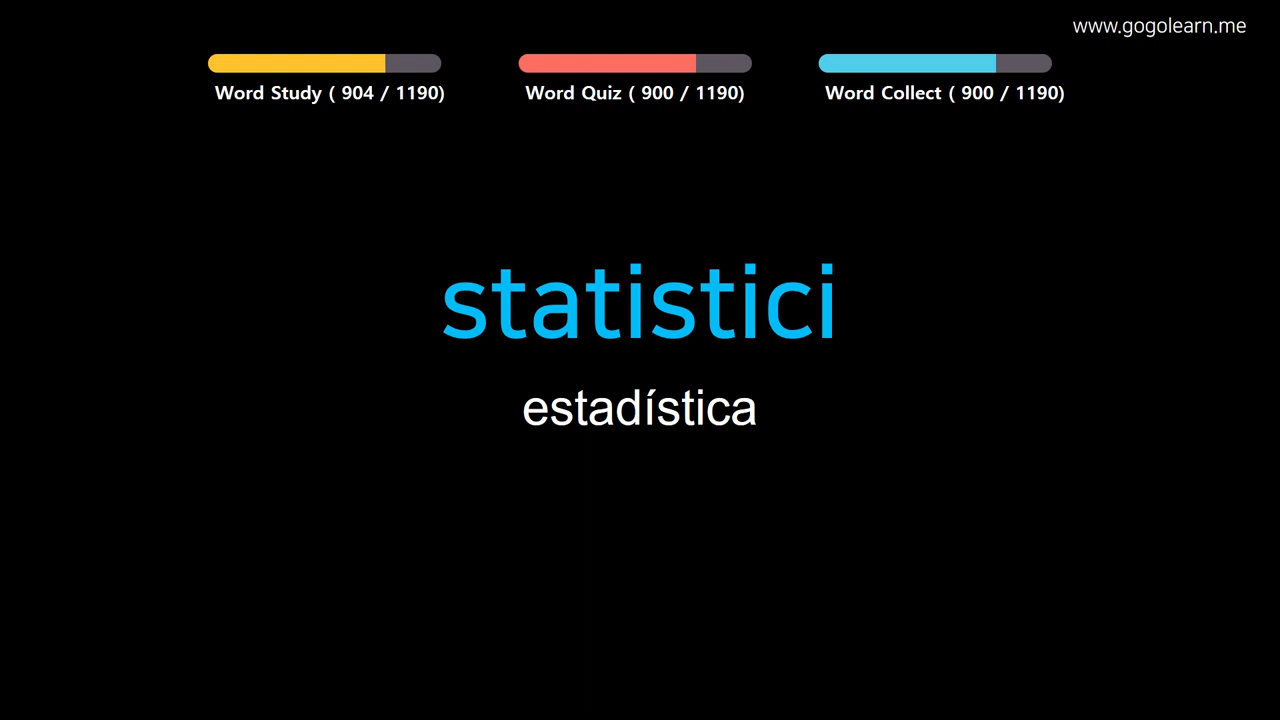 www.gogolearn.me
Word Study ( 904 / 1190)
Word Quiz ( 900 / 1190)
Word Collect ( 900 / 1190)
statistici
estadística